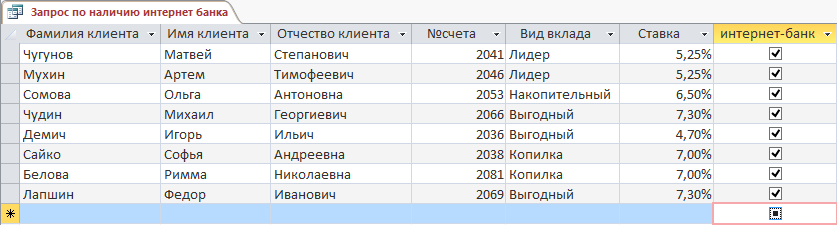 Запрос по наличию интернет банка
Фамилия клиента Имя клиента Отчество клиента №счета Вид вклада Ставка интернет-банк
Чугунов Матвей Степанович 2041 Лидер 5,25%
Мухин Артем Тимофеевич 2046 Лидер 5,25%
Сомова Ольга Антоновна 2053 Накопительный 6,50%
Чудин Михаил Георгиевич 2066 Выгодный 7,30%
Демич Игорь Ильич 2036 Выгодный 4,70%
Сайко Софья Андреевна 2038 Копилка 7,00%
Белова Римма Николаевна 2081 Копилка 7,00%
Лапшин Федор Иванович 2069 Выгодный 7,30%